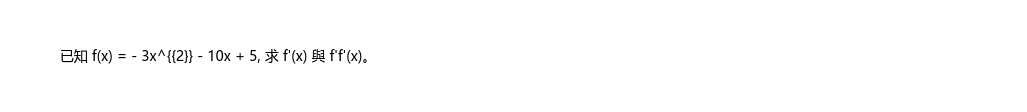 已知 f(x) = - 3x^{{2}} - 10x + 5, 求 f'(x) 與 f'f'(x)。